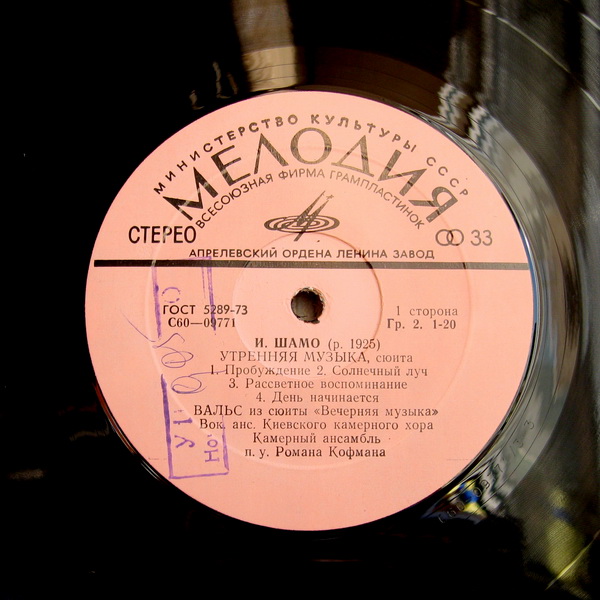 МИНИСТЕРСТВО КУЛЬТУРЫ СССР
МЕЛОДИЯ
ВСЕСОЮЗНАЯ ФИРМА ГРАМПЛАСТИНОК
СТЕРЕО
33
АПРЕЛЕВСКИЙ ОРДЕНА ЛЕНИНА ЗАВОД
ГОСТ 5289-73
1 сторона
С60—09771
Гр. 2. 1-20
И. ШАМО (р. 1925)
УТРЕННЯЯ МУЗЫКА, сюита
1. Пробуждение 2. Солнечный луч
3. Рассветное воспоминание
4. День начинается
ВАЛЬС из сюиты «Вечерняя музыка»
Вок. анс. Киевского камерного хора
Камерный ансамбль
п. у. Романа Кофмана